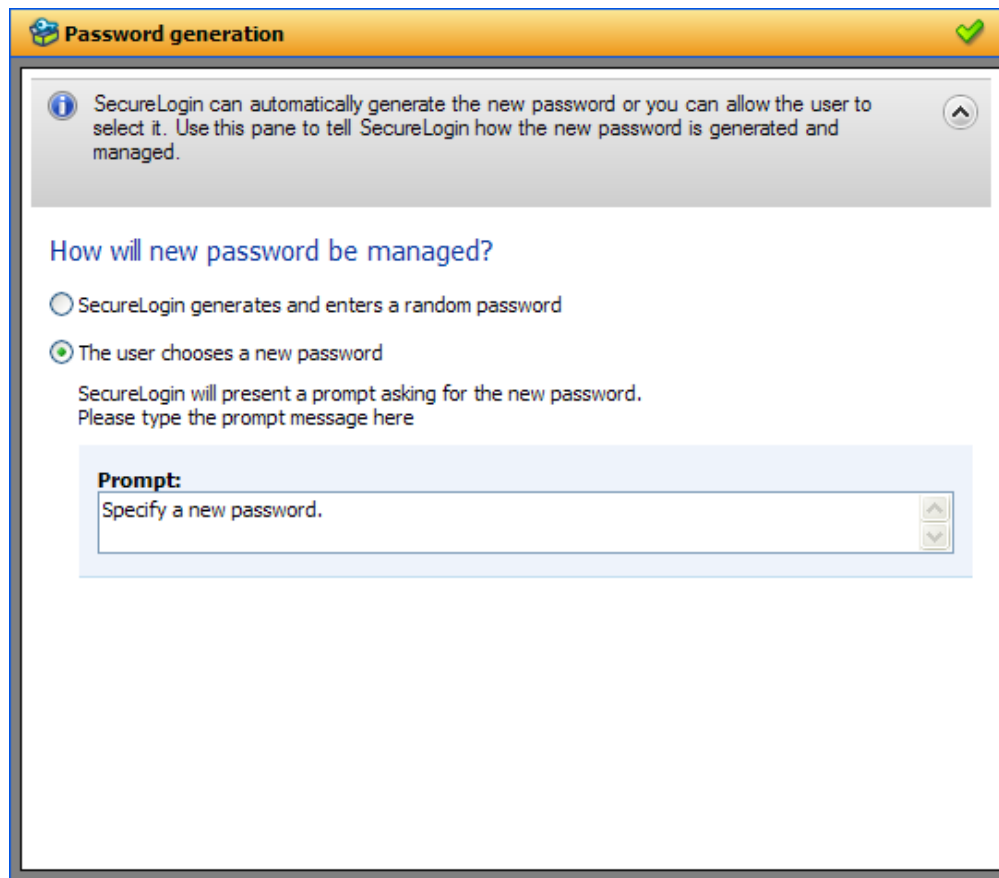 Password generation
SecureLogin can automatically generate the new password or you can allow the user to
select it. Use this pane to tell SecureLogin how the new password is generated and
managed.
How will new password be managed?
SecureLogin generates and enters a random password
The user chooses a new password
SecureLogin will present a prompt asking for the new password.
Please type the prompt message here
Prompt:
Specify a new password.